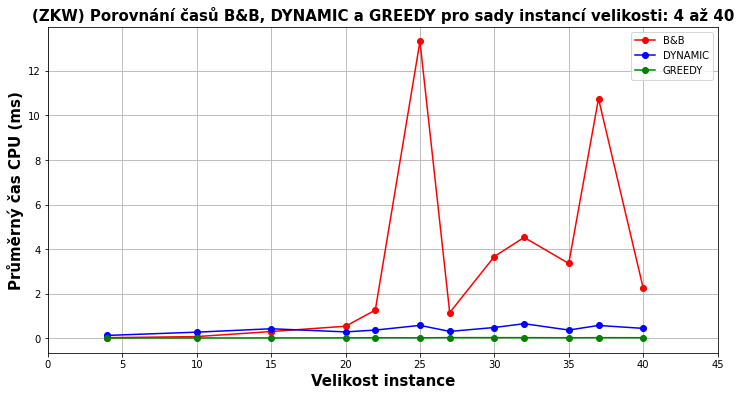 (ZKW) Porovnání časů B&B, DYNAMIC a GREEDY pro sady instancí velikosti: 4 až 40
B&B
DYNAMIC
GREEDY
Průměrný čas CPU (ms)
12
10
8
6
4
2
0
0 5 10 15 20 25 30 35 40 45
Velikost instance